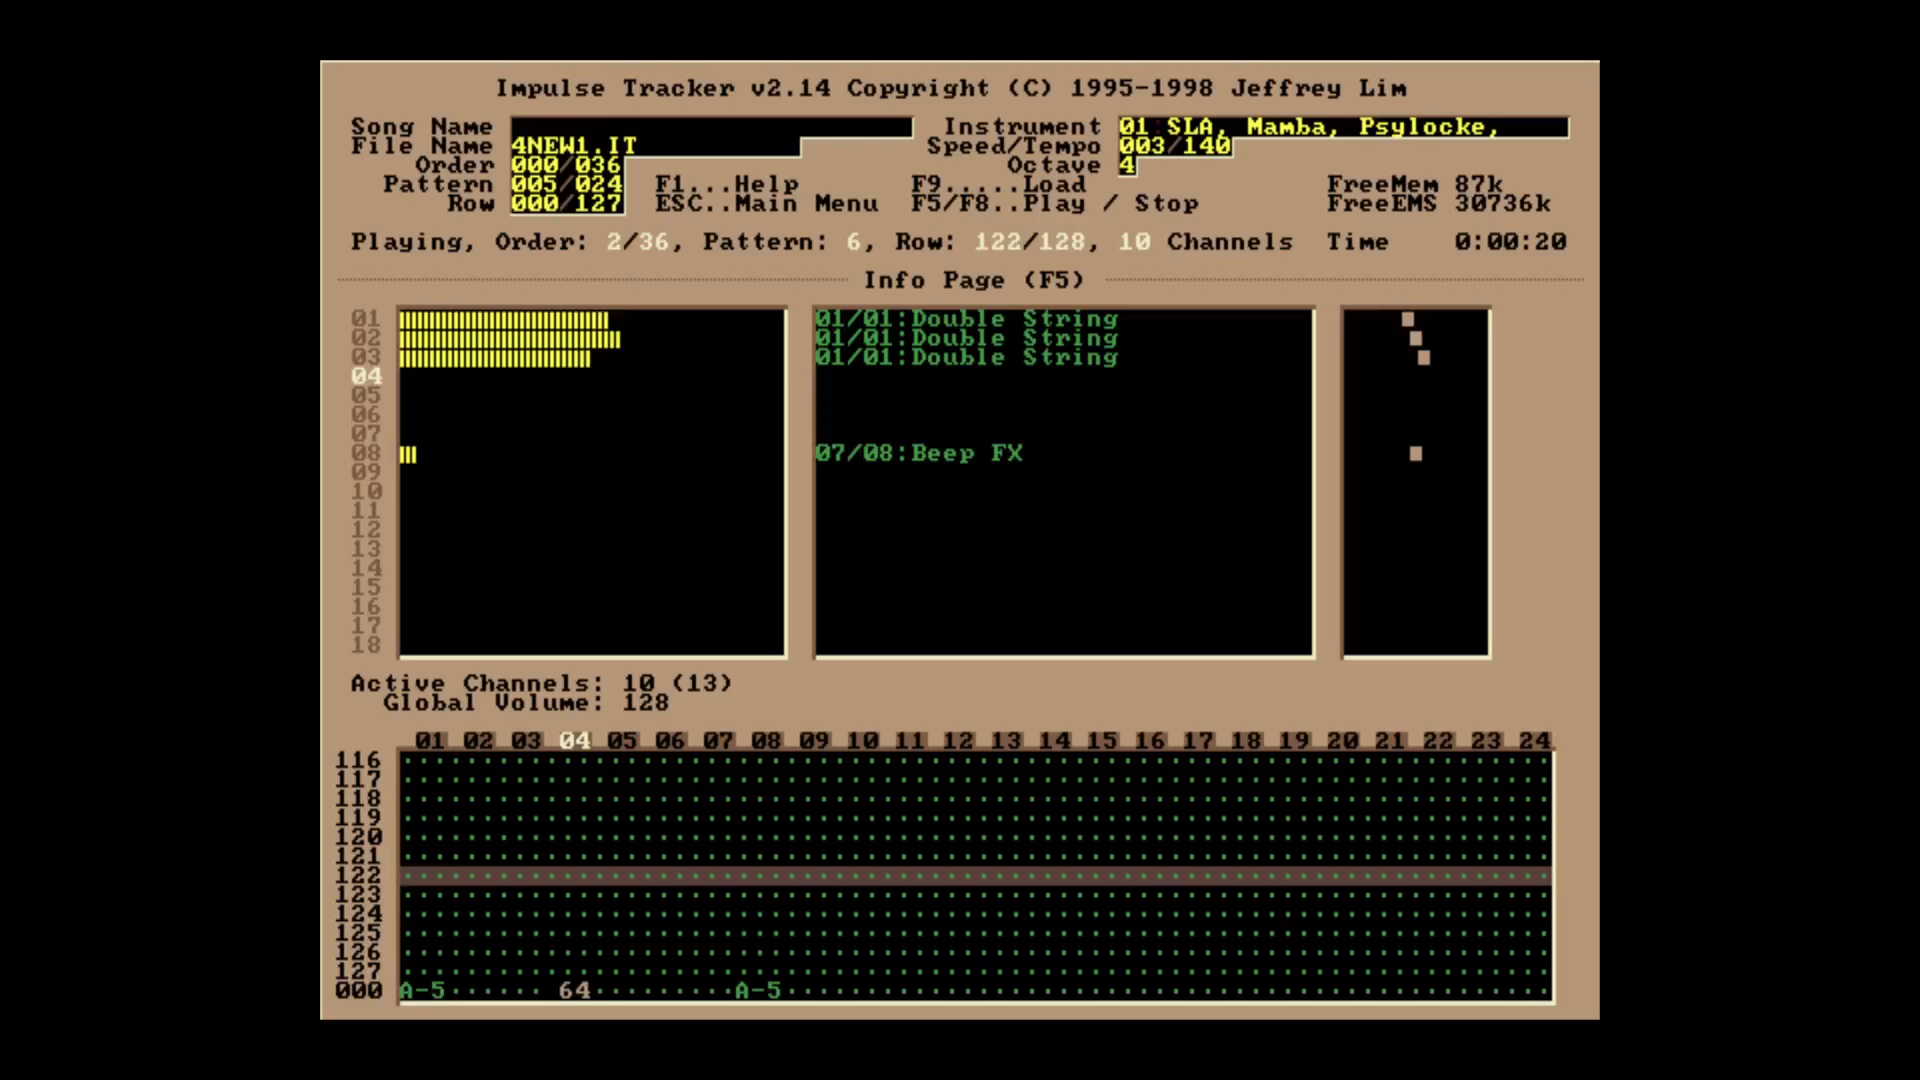 Impulse Tracker v2.14 Copyright (C) 1995-1998 Jeffrey Lim
Song Name Instrument 01 SLA, Mamba, Psylocke,
File Name 4NEW1.IT Speed/Tempo 003/140
Order 000/036 Octave 4
Pattern 005/024 F1...Help F9.....Load FreeMem 87k
Row 000/127 ESC..Main Menu F5/F8..Play / Stop FreeEMS 30736k
Playing, Order: 2/36, Pattern: 6, Row: 122/128, 10 Channels Time 0:00:20
Info Page (F5)
01 01/01:Double String
02 01/01:Double String
03 01/01:Double String
04
05
06
07
08 07/08:Beep FX
09
10
11
12
13
14
15
16
17
18
Active Channels: 10 (13)
Global Volume: 128
01 02 03 04 05 06 07 08 09 10 11 12 13 14 15 16 17 18 19 20 21 22 23 24
116
117
118
119
120
121
122
123
124
125
126
127
000 A-5 64 A-5